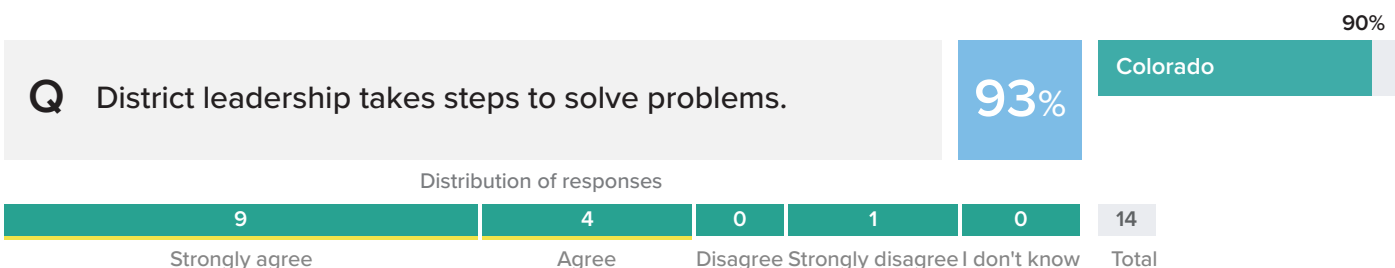 90%
Q District leadership takes steps to solve problems.
93%
Colorado
Distribution of responses
9 4 0 1 0 14
Strongly agree Agree Disagree Strongly disagree I don't know Total